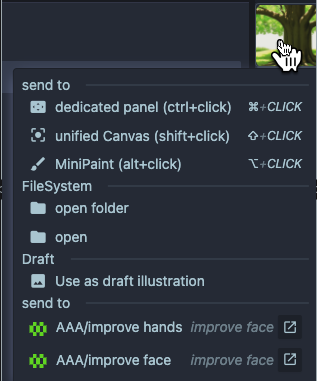 send to
dedicated panel (ctrl+click) ⌘+CLICK
unified Canvas (shift+click) ⇧+CLICK
MiniPaint (alt+click) ⌥+CLICK
FileSystem
open folder
open
Draft
Use as draft illustration
send to
AAA/improve hands improve face
AAA/improve face improve face